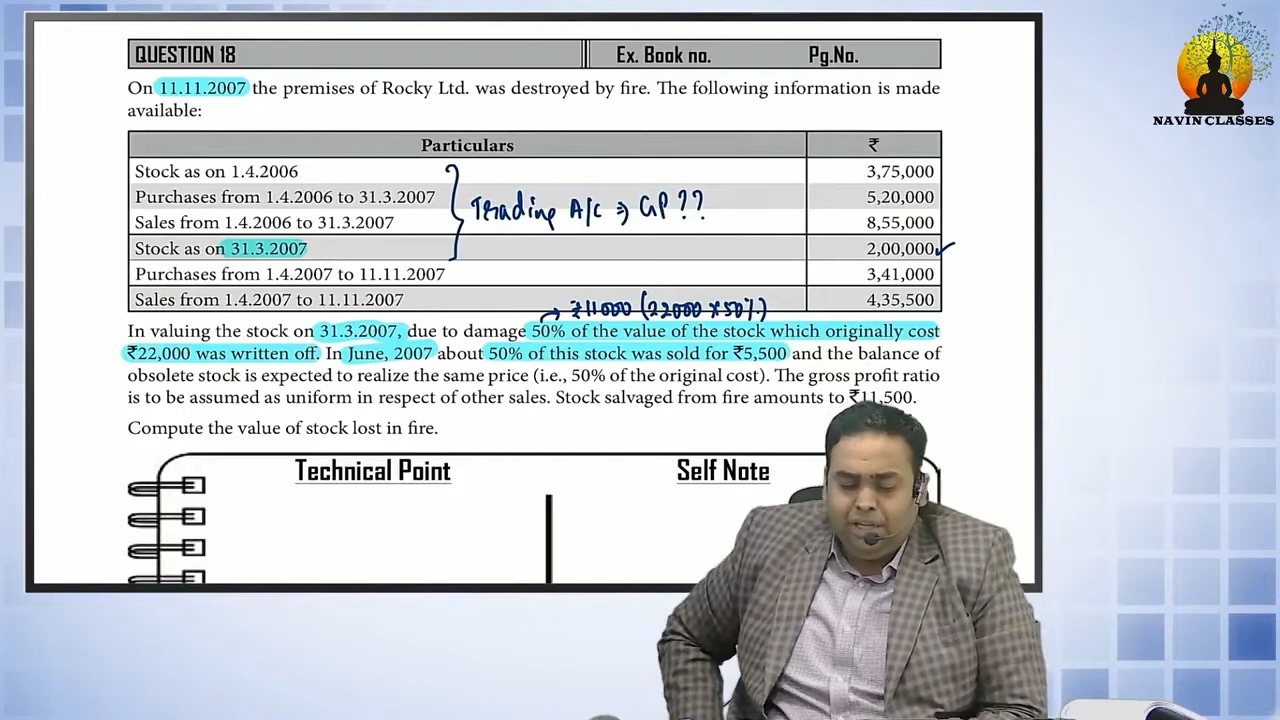 QUESTION 18 Ex. Book no. Pg.No.
NAVIN CLASSES
On 11.11.2007 the premises of Rocky Ltd. was destroyed by fire. The following information is made
available:
Particulars ₹
Stock as on 1.4.2006 3,75,000
Purchases from 1.4.2006 to 31.3.2007 5,20,000
Trading A/C ⇒ GP ??
Sales from 1.4.2006 to 31.3.2007 8,55,000
Stock as on 31.3.2007 2,00,000
Purchases from 1.4.2007 to 11.11.2007 3,41,000
Sales from 1.4.2007 to 11.11.2007 4,35,500
→ ₹11000 (22000 x 50%)
In valuing the stock on 31.3.2007, due to damage 50% of the value of the stock which originally cost
₹22,000 was written off. In June, 2007 about 50% of this stock was sold for ₹5,500 and the balance of
obsolete stock is expected to realize the same price (i.e., 50% of the original cost). The gross profit ratio
is to be assumed as uniform in respect of other sales. Stock salvaged from fire amounts to ₹11,500.
Compute the value of stock lost in fire.
Technical Point Self Note